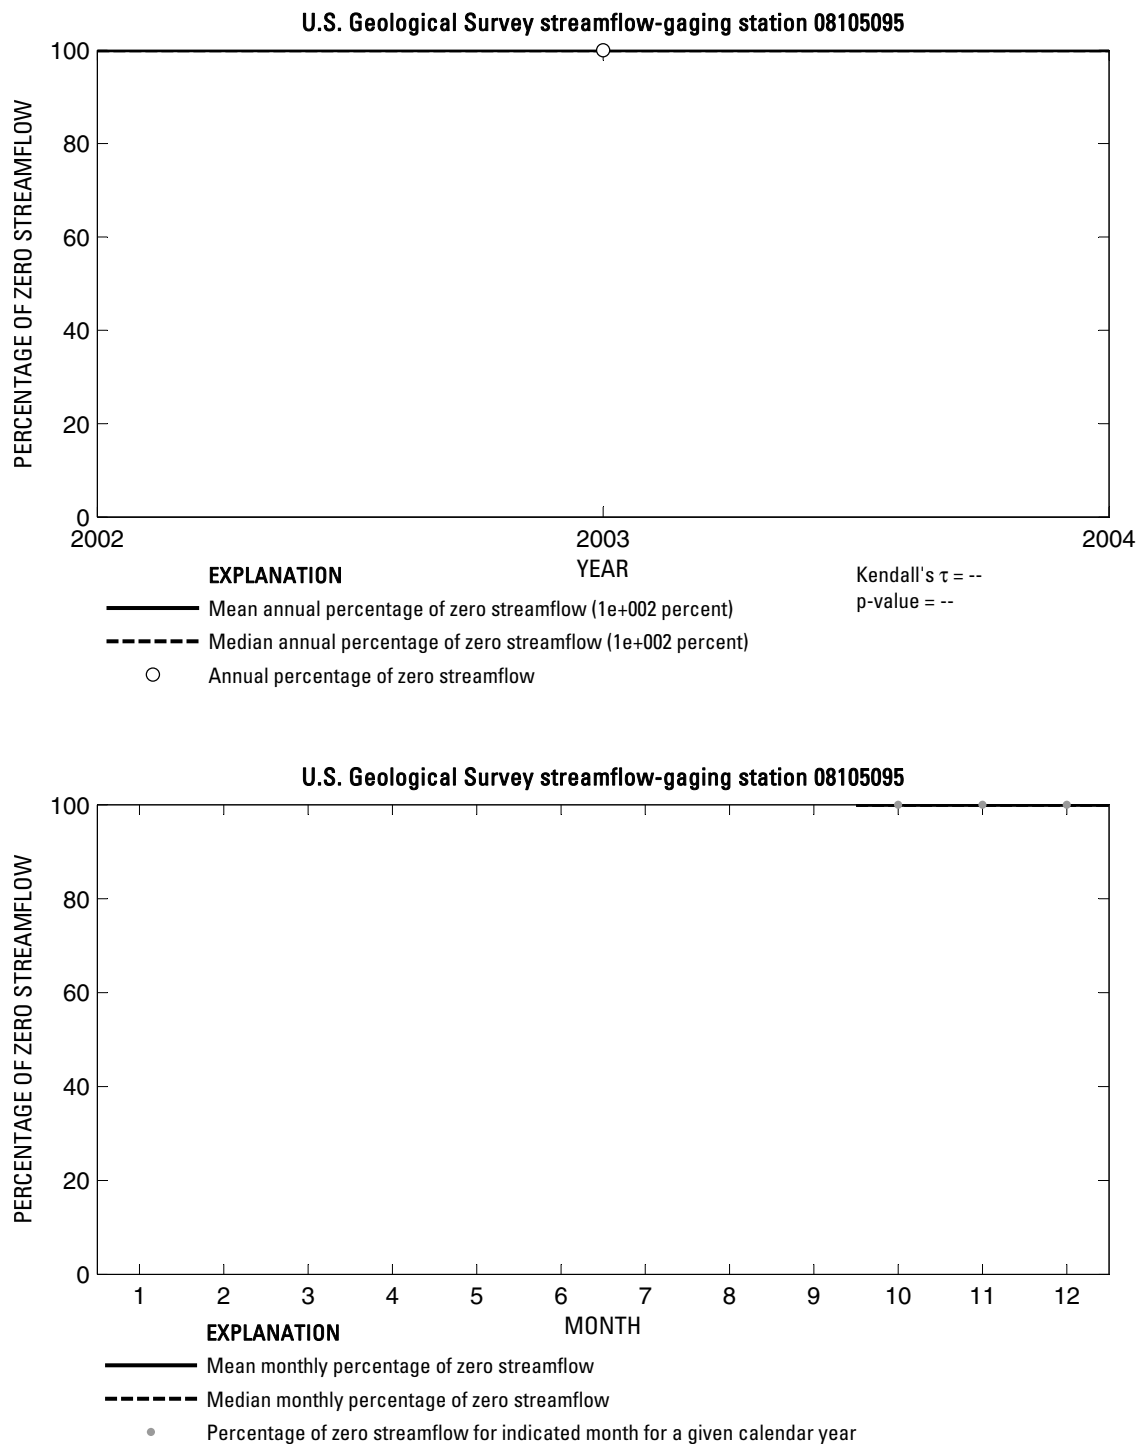 U.S. Geological Survey streamflow-gaging station 08105095
PERCENTAGE OF ZERO STREAMFLOW
100
80
60
40
20
0
2002 2003 2004
YEAR
EXPLANATION
Mean annual percentage of zero streamflow (1e+002 percent)
Median annual percentage of zero streamflow (1e+002 percent)
Annual percentage of zero streamflow
Kendall's τ = --
p-value = --
U.S. Geological Survey streamflow-gaging station 08105095
PERCENTAGE OF ZERO STREAMFLOW
100
80
60
40
20
0
1 2 3 4 5 6 7 8 9 10 11 12
MONTH
EXPLANATION
Mean monthly percentage of zero streamflow
Median monthly percentage of zero streamflow
Percentage of zero streamflow for indicated month for a given calendar year